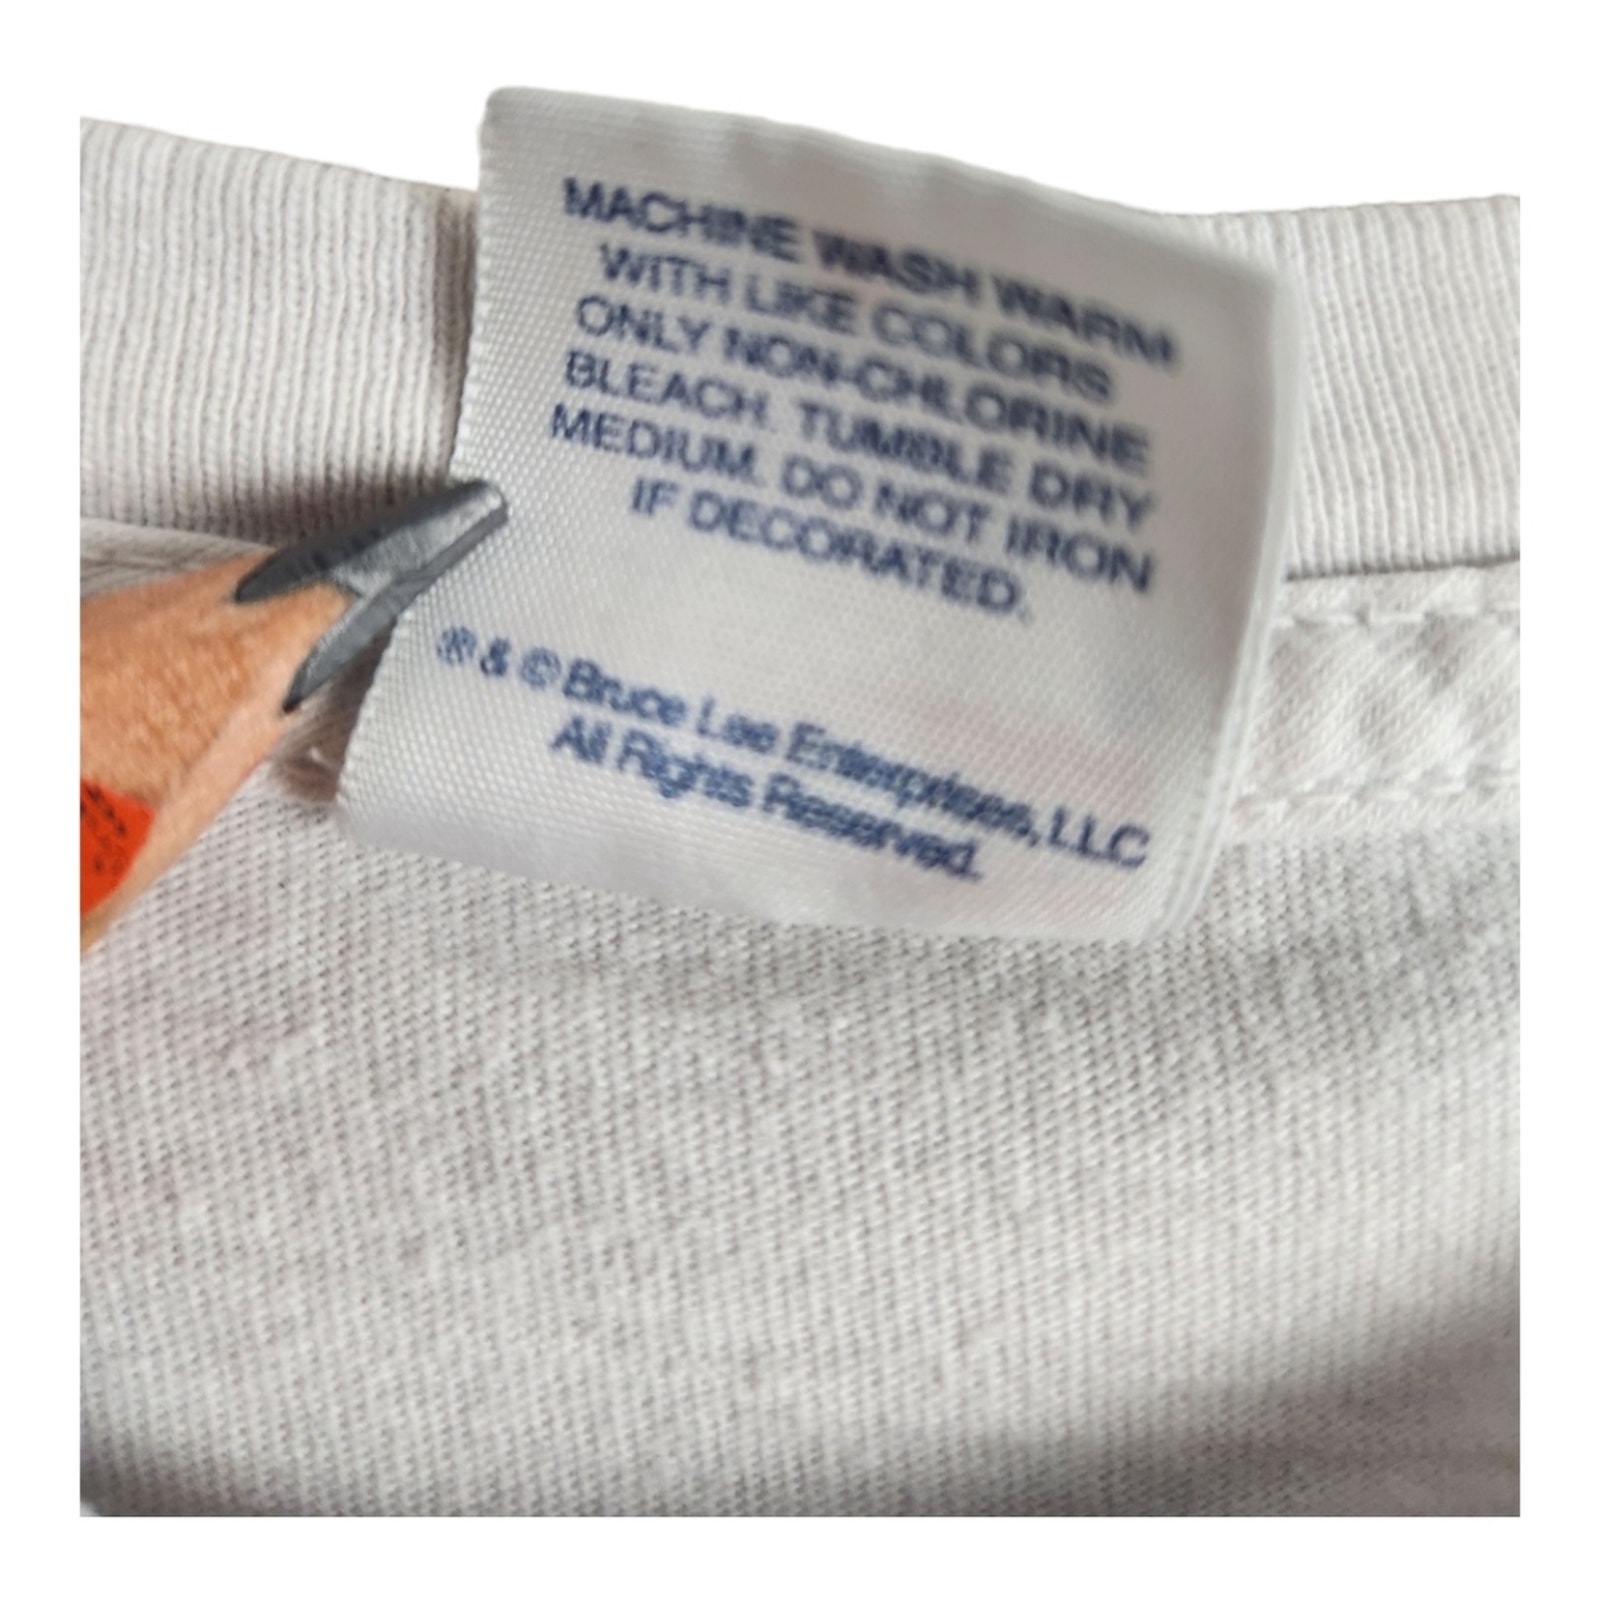 MACHINE WASH WARM
WITH LIKE COLORS
ONLY NON-CHLORINE
BLEACH. TUMBLE DRY
MEDIUM. DO NOT IRON
IF DECORATED.
® & © Bruce Lee Enterprises, LLC
All Rights Reserved.